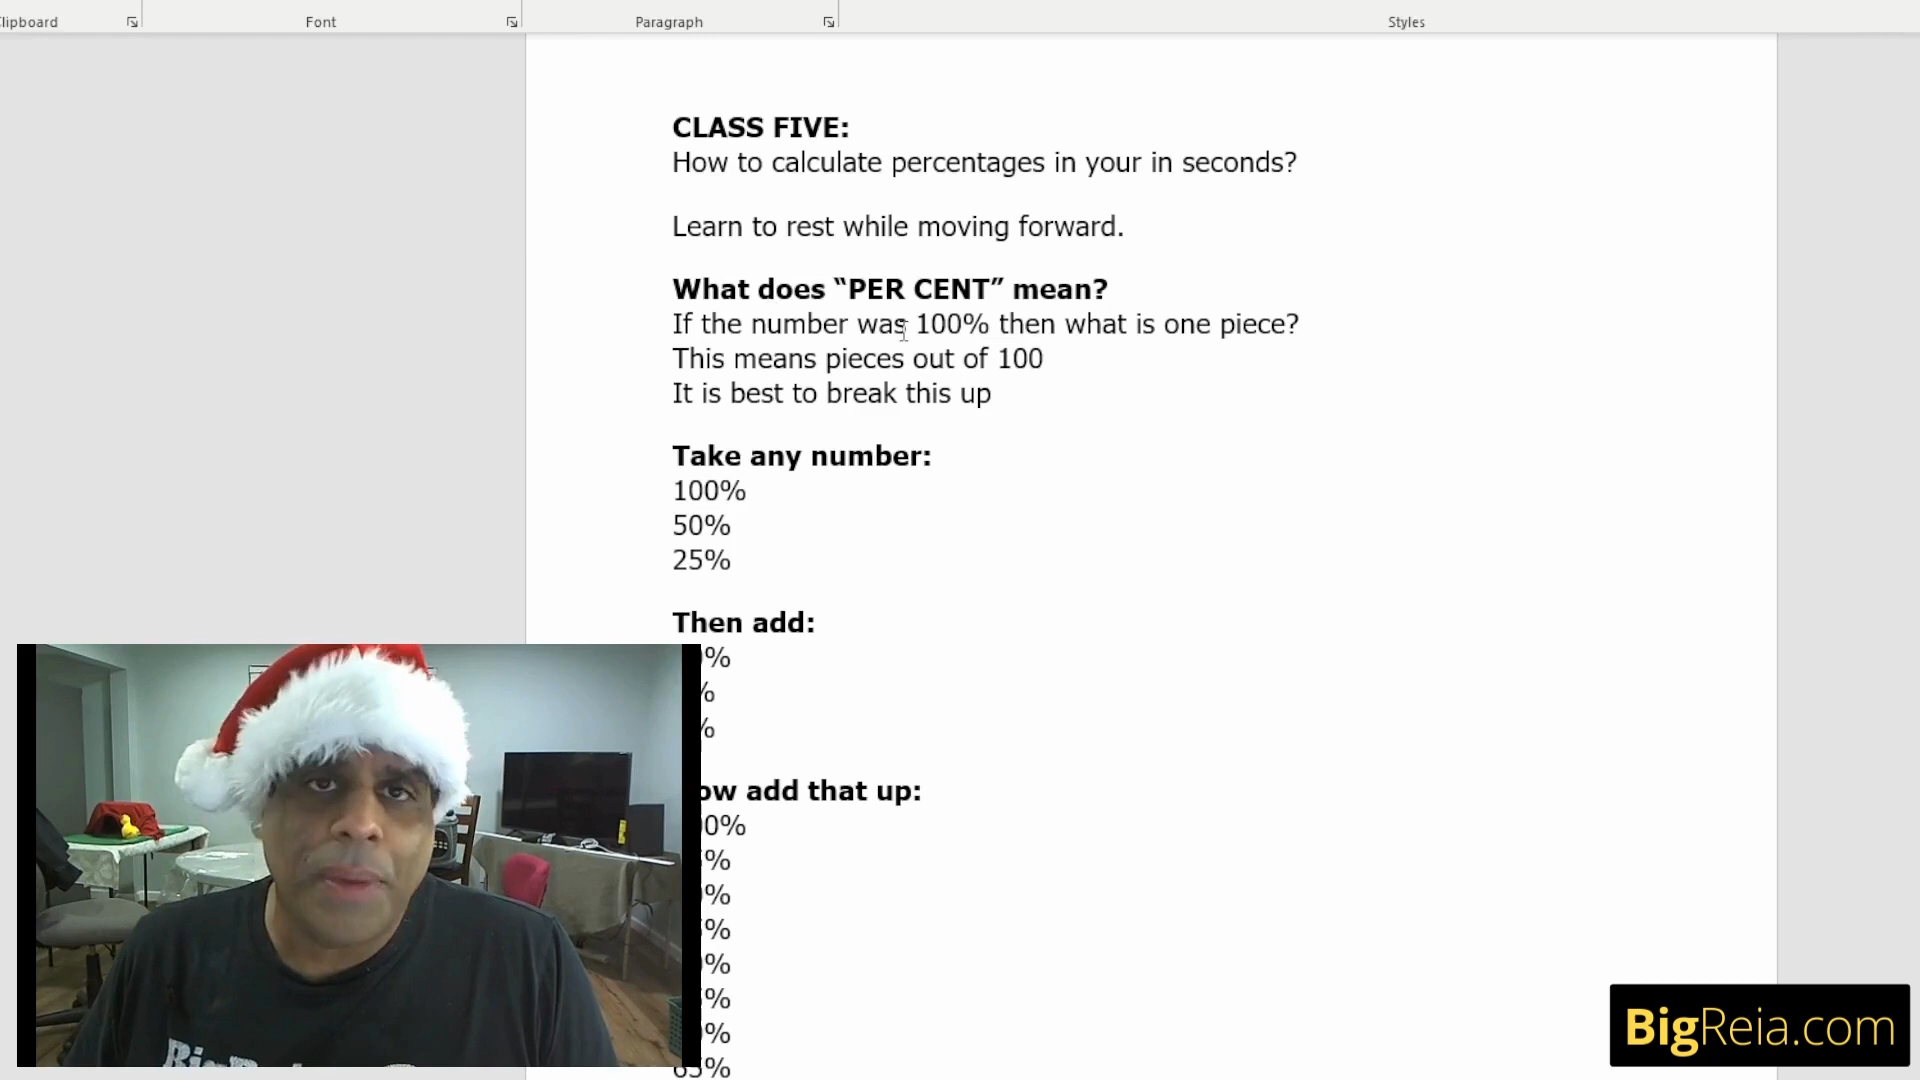 Clipboard
Font
Paragraph
Styles
CLASS FIVE:
How to calculate percentages in your in seconds?
Learn to rest while moving forward.
What does “PER CENT” mean?
If the number was 100% then what is one piece?
This means pieces out of 100
It is best to break this up
Take any number:
100%
50%
25%
Then add:
%
%
%
ow add that up:
00%
%
%
%
%
%
%
65%
BigReia.com